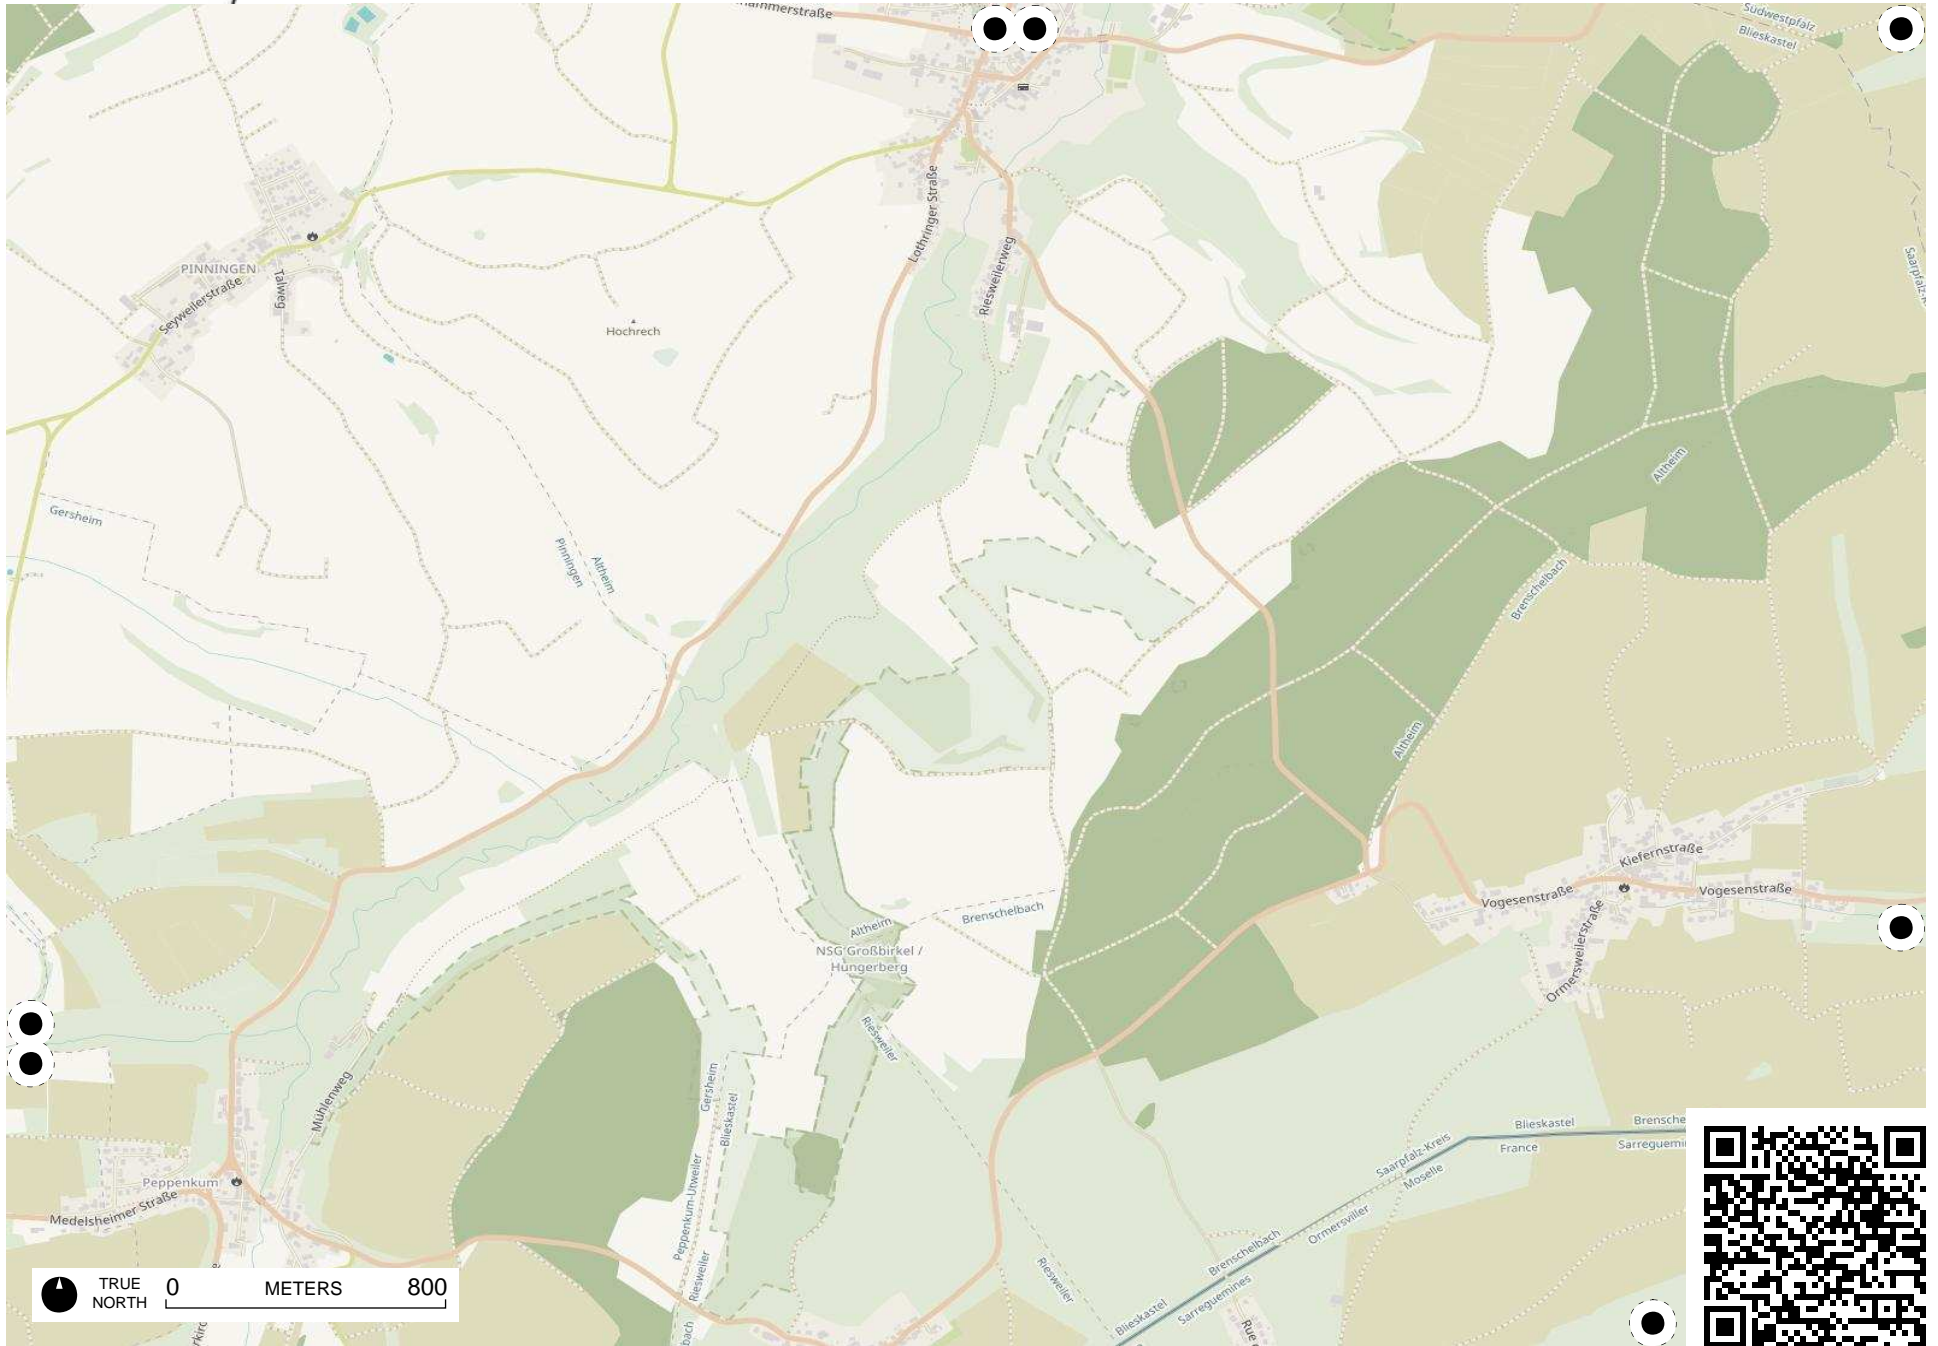 Südwestpfalz
Blieskastel
Lothringer Straße
Riesweilerweg
PINNINGEN
Seyweilerstraße
Talweg
Hochrech
Gersheim
Pinningen
Altheim
Altheim
Brenschelbach
Altheim
Kiefernstraße
Vogesenstraße
Vogesenstraße
Ormersweilerstraße
Altheim
Brenschelbach
NSG Großbirkel /
Hungerberg
Riesweiler
Gersheim
Blieskastel
Mühlenweg
Peppenkum-Utweiler
Riesweiler
Peppenkum
Medelsheimer Straße
Saarpfalz-Kreis
Moselle
Blieskastel
France
Brenschelbach
Ormersviller
Sarreguemines
Blieskastel
Sarreguemines
Riesweiler
Rue
TRUE
NORTH
0 METERS 800